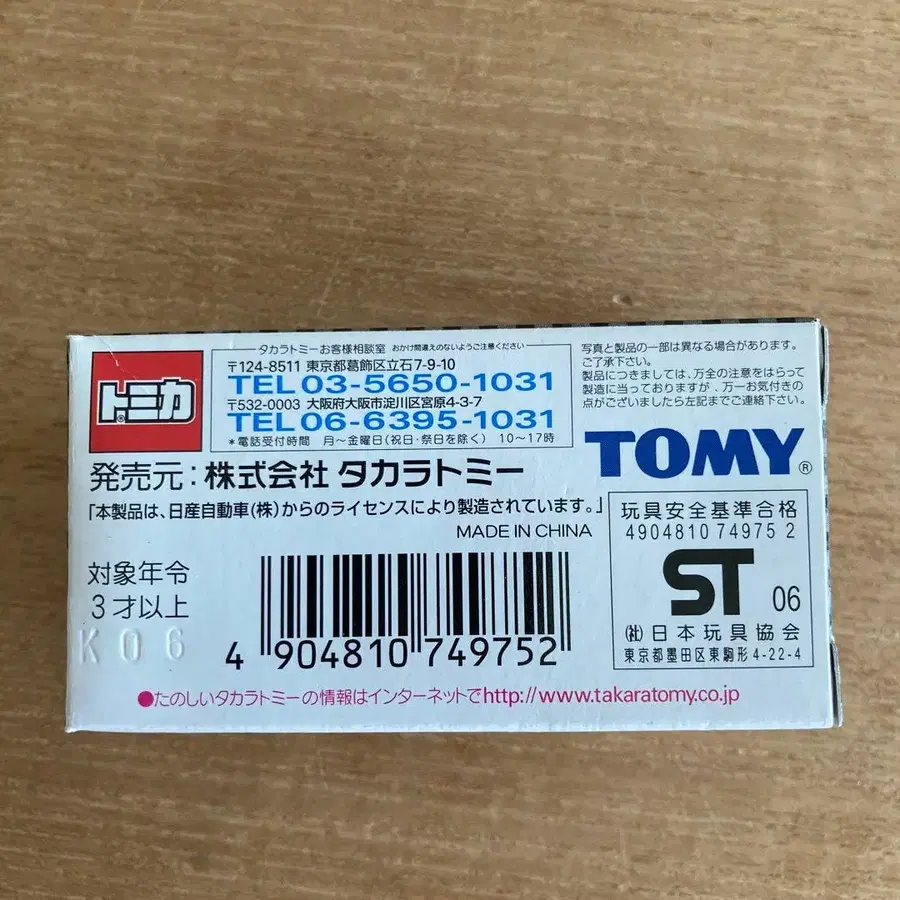 トミカ
タカラトミーお客様相談室 おかけ間違えのないようご注意ください
〒124-8511 東京都葛飾区立石7-9-10
TEL 03-5650-1031
〒532-0003 大阪府大阪市淀川区宮原4-3-7
TEL 06-6395-1031
*電話受付時間 月~金曜日(祝日・祭日を除く) 10~17時
写真と製品の一部は異なる場合があります。
ご了承下さい。
製品につきましては、万全の注意をはらって
製造に当っておりますが、万一お気付きの
点がございましたら左記までご連絡下さい。
TOMY®
発売元:株式会社 タカラトミー
「本製品は、日産自動車(株)からのライセンスにより製造されています。」
MADE IN CHINA
対象年令
3才以上
K06
4 904810 749752
玩具安全基準合格
4904810 74975 2
ST 06
(社)日本玩具協会
東京都墨田区東駒形4-22-4
●たのしいタカラトミーの情報はインターネットでhttp://www.takaratomy.co.jp